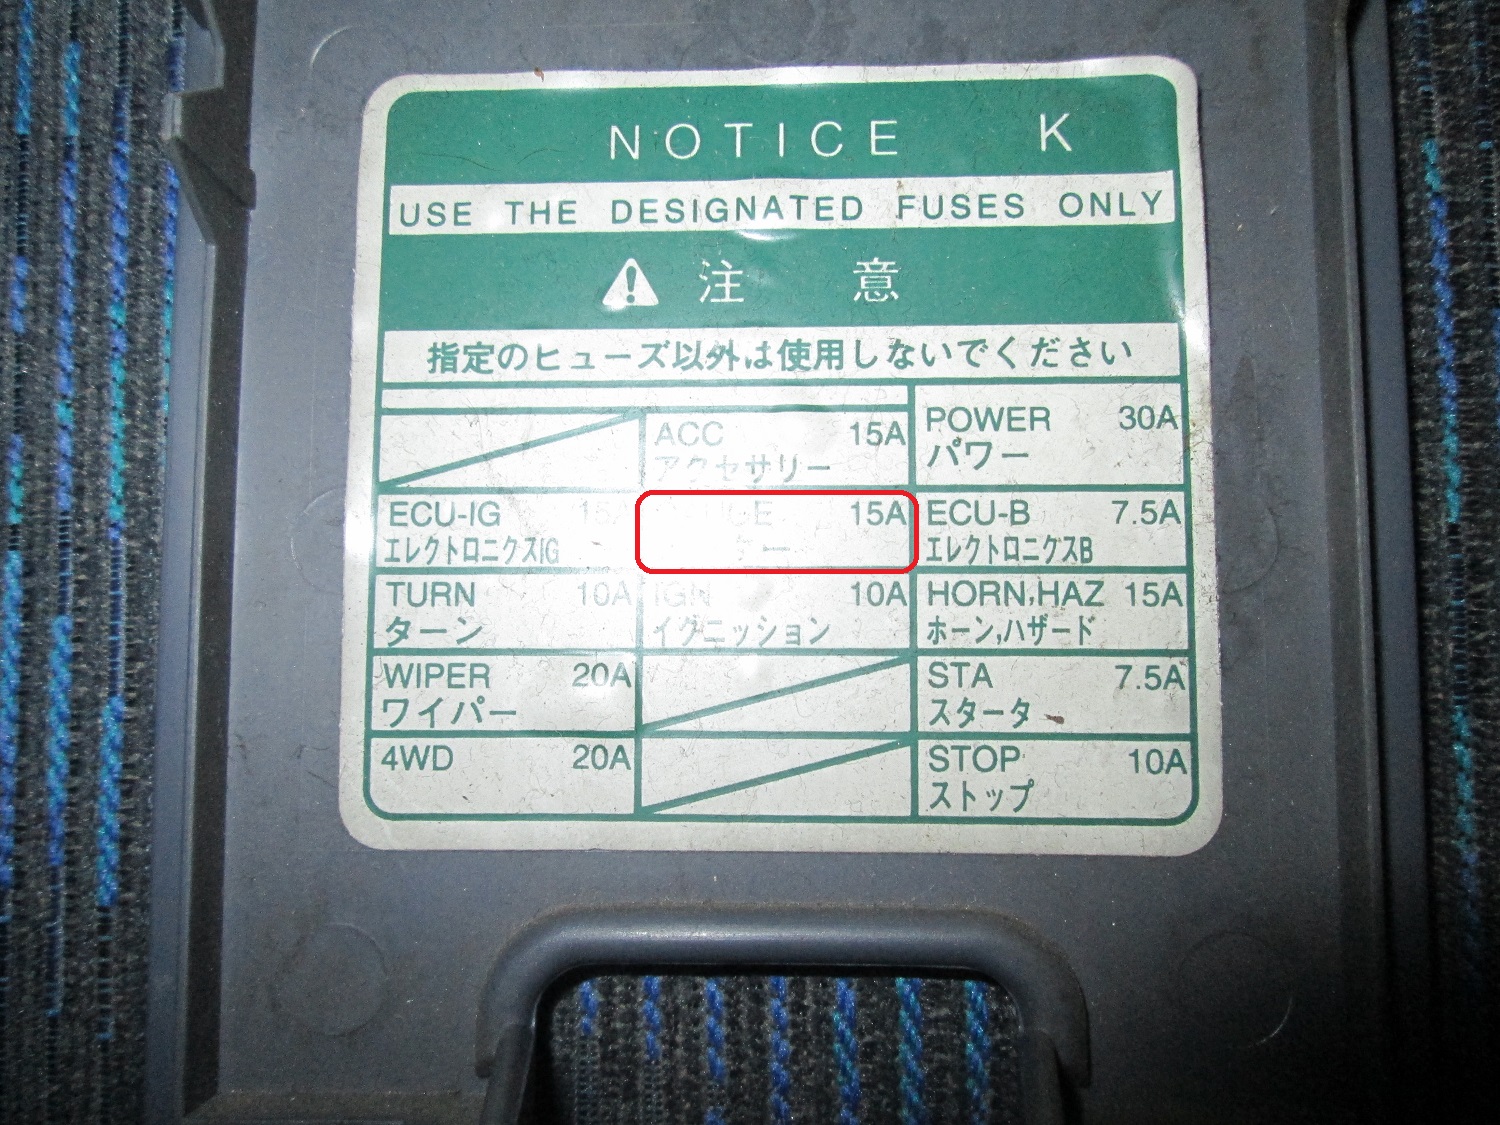 NOTICE K
USE THE DESIGNATED FUSES ONLY
注意
指定のヒューズ以外は使用しないでください
ACC 15A
アクセサリー
POWER 30A
パワー
ECU-IG 15A
エレクトロニクスIG
15A
ECU-B 7.5A
エレクトロニクスB
TURN 10A
ターン
IGN 10A
イグニッション
HORN,HAZ 15A
ホーン,ハザード
WIPER 20A
ワイパー
STA 7.5A
スタータ
4WD 20A
STOP 10A
ストップ